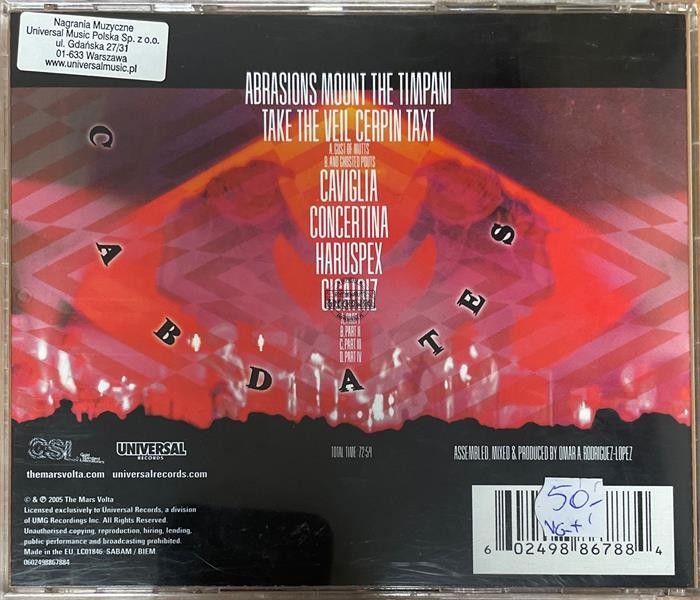 Nagrania Muzyczne
Universal Music Polska Sp. z o.o.
ul. Gdańska 27/31
01-633 Warszawa
www.universalmusic.pl
ABRASIONS MOUNT THE TIMPANI
TAKE THE VEIL CERPIN TAXT
A. GUST OF MUTTS
B. AND GHOSTED POUTS
CAVIGLIA
CONCERTINA
HARUSPEX
CICATRIZ
B. PART II
C. PART III
D. PART IV
C A B D A T E S
GSL
UNIVERSAL
RECORDS
TOTAL TIME: 72:54
ASSEMBLED, MIXED & PRODUCED BY OMAR A RODRIGUEZ-LOPEZ
themarsvolta.com universalrecords.com
© & ℗ 2005 The Mars Volta
Licensed exclusively to Universal Records, a division
of UMG Recordings Inc. All Rights Reserved.
Unauthorised copying, reproduction, hiring, lending,
public performance and broadcasting prohibited.
Made in the EU, LC01846 - SABAM / BIEM
0602498867884
50:-
VG+!
6 02498 86788 4